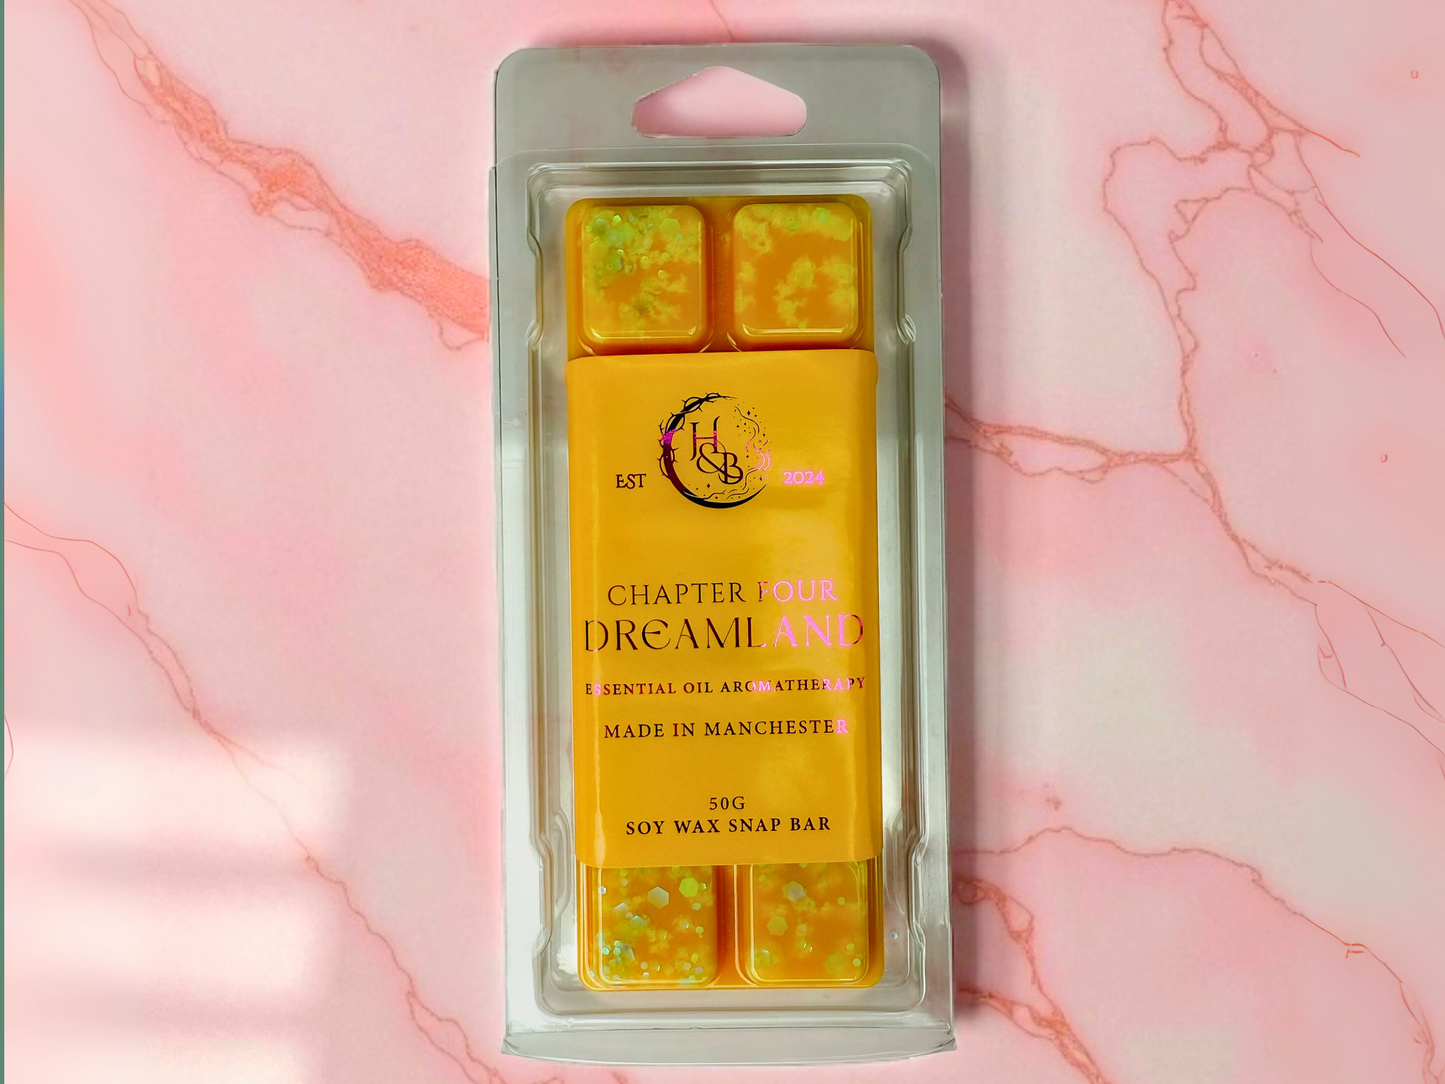 H
&B
EST 2024
CHAPTER FOUR
DREAMLAND
ESSENTIAL OIL AROMATHERAPY
MADE IN MANCHESTER
50G
SOY WAX SNAP BAR